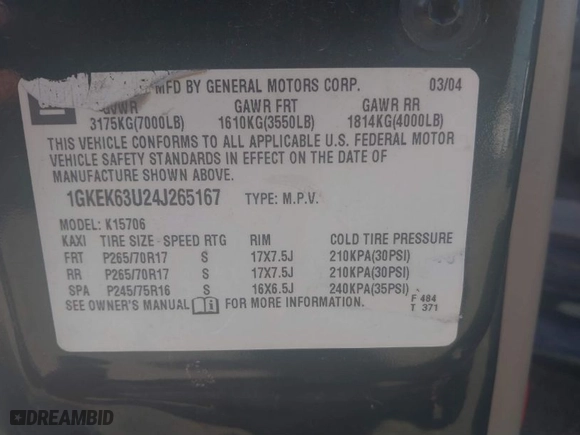 MFD BY GENERAL MOTORS CORP. 03/04
GVWR GAWR FRT GAWR RR
3175KG(7000LB) 1610KG(3550LB) 1814KG(4000LB)
THIS VEHICLE CONFORMS TO ALL APPLICABLE U.S. FEDERAL MOTOR
VEHICLE SAFETY STANDARDS IN EFFECT ON THE DATE OF
MANUFACTURE SHOWN ABOVE.
1GKEK63U24J265167 TYPE: M.P.V.
MODEL: K15706
KAXI TIRE SIZE - SPEED RTG RIM COLD TIRE PRESSURE
FRT P265/70R17 S 17X7.5J 210KPA(30PSI)
RR P265/70R17 S 17X7.5J 210KPA(30PSI)
SPA P245/75R16 S 16X6.5J 240KPA(35PSI)
SEE OWNER'S MANUAL FOR MORE INFORMATION.
F 484
T 371
DREAMBID